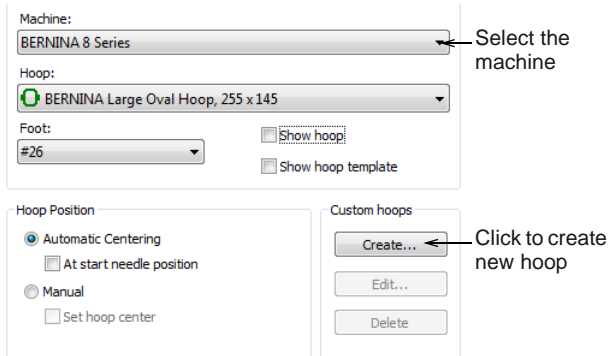 Machine:
BERNINA 8 Series
Select the
machine
Hoop:
BERNINA Large Oval Hoop, 255 x 145
Foot:
#26
Show hoop
Show hoop template
Hoop Position
Automatic Centering
At start needle position
Manual
Set hoop center
Custom hoops
Create...
Click to create
new hoop
Edit...
Delete